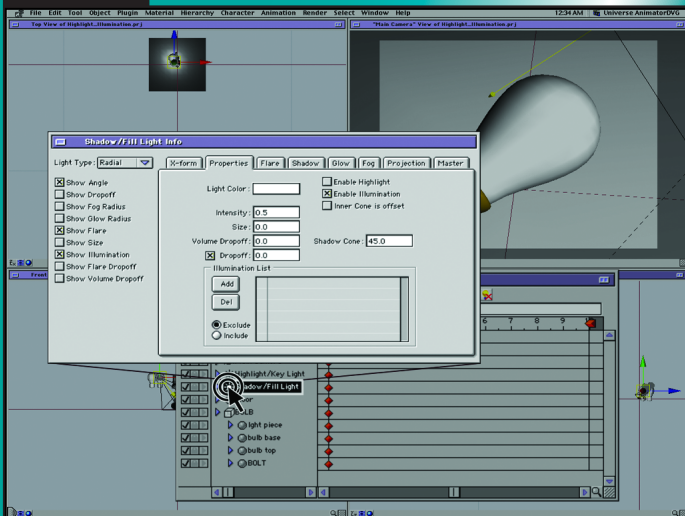 File Edit Tool Object Plugin Material Hierarchy Character Animation Render Select Window Help 12:34 AM Universe AnimatorDVG
Top View of Highlight...Illumination.prj
"Main Camera" View of Highlight...Illumination.prj
Shadow/Fill Light Info
Light Type: Radial
X-form Properties Flare Shadow Glow Fog Projection Master
Show Angle
Show Dropoff
Show Fog Radius
Show Glow Radius
Show Flare
Show Size
Show Illumination
Show Flare Dropoff
Show Volume Dropoff
Light Color:
Enable Highlight
Enable Illumination
Inner Cone is offset
Intensity: 0.5
Size: 0.0
Volume Dropoff: 0.0
Shadow Cone: 45.0
Dropoff: 0.0
Illumination List
Add
Del
Exclude
Include
Front
6 7 8 9
Highlight/Key Light
adow/Fill Light
or
BOLB
lght piece
bulb base
bulb top
BOLT